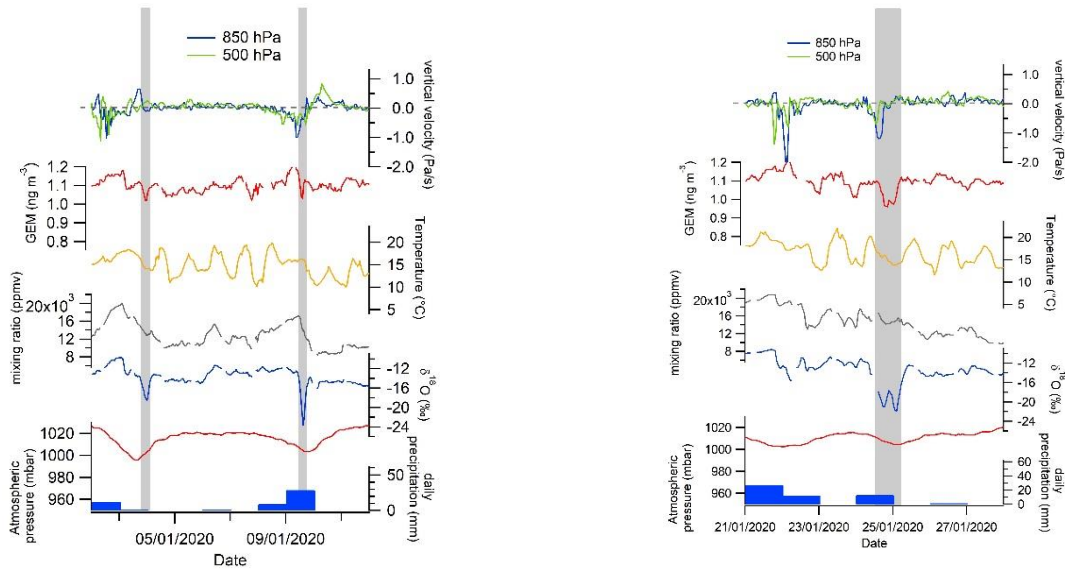 850 hPa
500 hPa
1.0
0.0
-1.0
-2.0
vertical velocity (Pa/s)
1.2
1.1
1.0
0.9
0.8
GEM (ng m-3)
20
15
10
5
Temperature (°C)
20x10³
16
12
8
mixing ratio (ppmv)
-12
-16
-20
-24
δ18O (‰)
1020
1000
980
960
Atmospheric
pressure (mbar)
50
0
daily
precipitation (mm)
05/01/2020
09/01/2020
Date
850 hPa
500 hPa
1.0
0.0
-1.0
-2.0
vertical velocity (Pa/s)
1.2
1.1
1.0
0.9
0.8
GEM (ng m-3)
20
15
10
5
Temperature (°C)
20x10³
16
12
8
mixing ratio (ppmv)
-12
-16
-20
-24
δ18O (‰)
1020
1000
980
960
Atmospheric
pressure (mbar)
60
40
20
0
daily
precipitation (mm)
21/01/2020
23/01/2020
25/01/2020
27/01/2020
Date